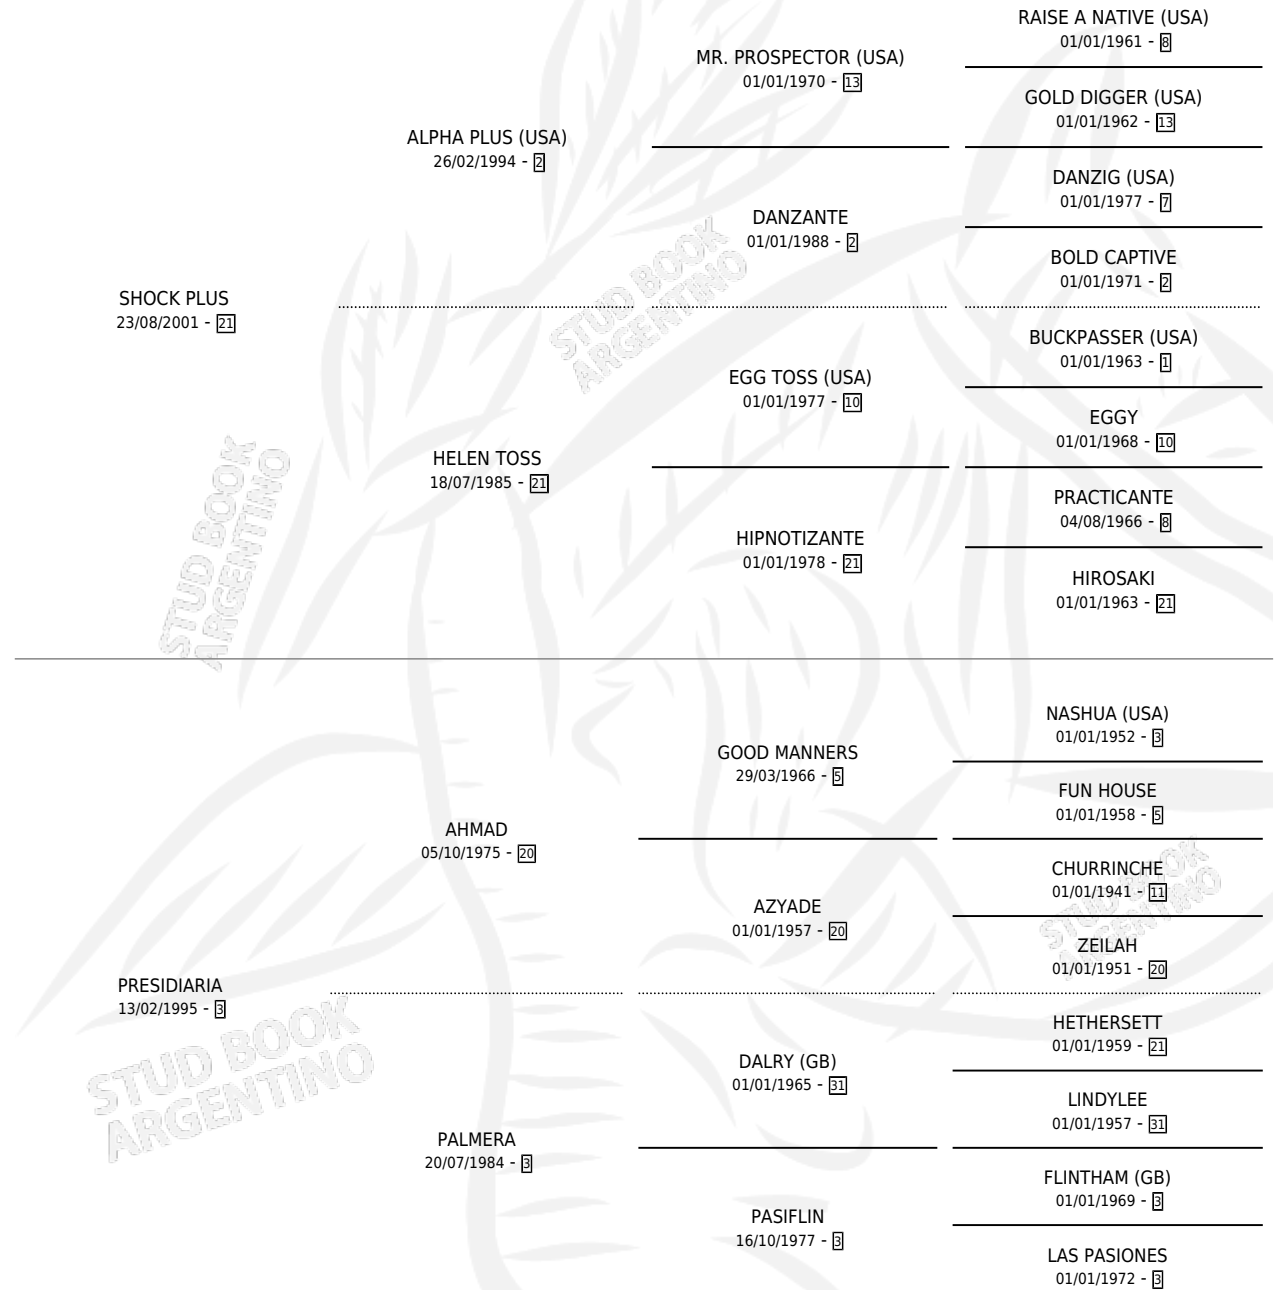 RAISE A NATIVE (USA)
01/01/1961 - 8
MR. PROSPECTOR (USA)
01/01/1970 - 13
GOLD DIGGER (USA)
01/01/1962 - 13
ALPHA PLUS (USA)
26/02/1994 - 2
DANZIG (USA)
01/01/1977 - 7
DANZANTE
01/01/1988 - 2
BOLD CAPTIVE
01/01/1971 - 2
SHOCK PLUS
23/08/2001 - 21
STUD BOOK
ARGENTINO
BUCKPASSER (USA)
01/01/1963 - 1
EGG TOSS (USA)
01/01/1977 - 10
EGGY
01/01/1968 - 10
HELEN TOSS
18/07/1985 - 21
PRACTICANTE
04/08/1966 - 8
HIPNOTIZANTE
01/01/1978 - 21
HIROSAKI
01/01/1963 - 21
STUD BOOK
ARGENTINO
NASHUA (USA)
01/01/1952 - 3
GOOD MANNERS
29/03/1966 - 5
FUN HOUSE
01/01/1958 - 5
AHMAD
05/10/1975 - 20
CHURRINCHE
01/01/1941 - 11
AZYADE
01/01/1957 - 20
ZEILAH
01/01/1951 - 20
STUD BOOK
ARGENTINO
PRESIDIARIA
13/02/1995 - 3
HETHERSETT
01/01/1959 - 21
DALRY (GB)
01/01/1965 - 31
LINDYLEE
01/01/1957 - 31
STUD BOOK
ARGENTINO
PALMERA
20/07/1984 - 3
FLINTHAM (GB)
01/01/1969 - 3
PASIFLIN
16/10/1977 - 3
LAS PASIONES
01/01/1972 - 3